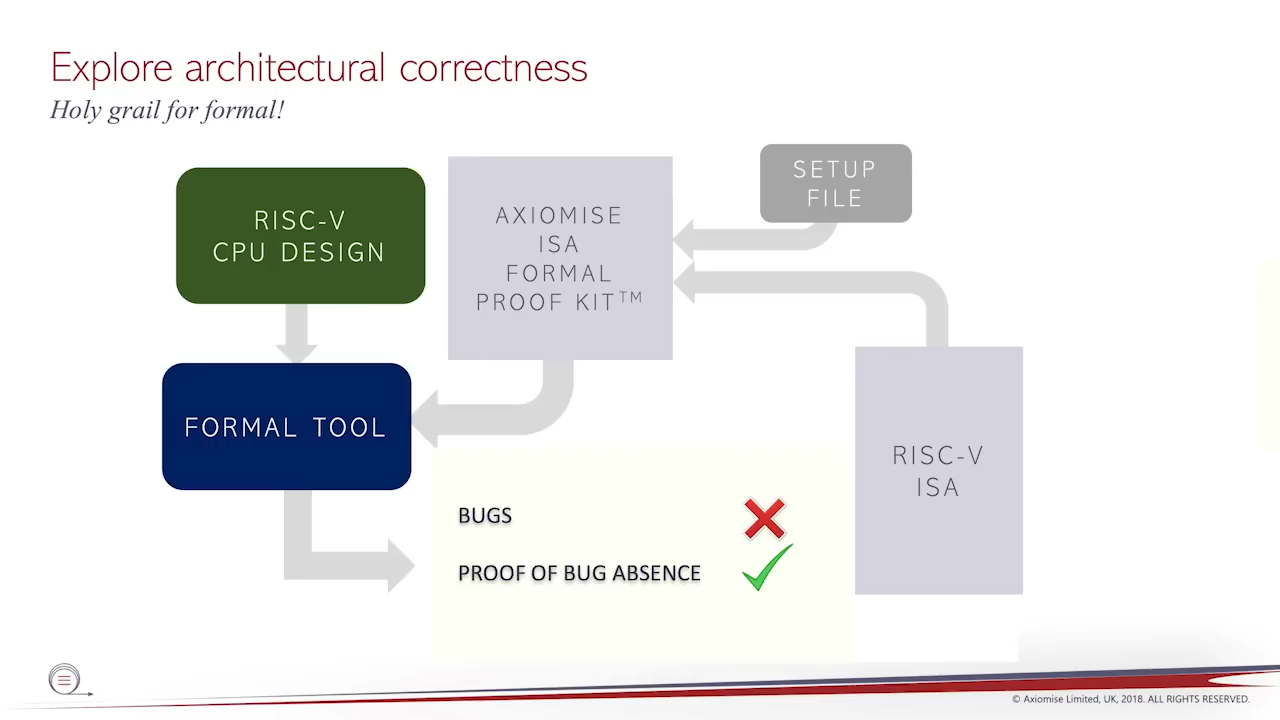 Explore architectural correctness
Holy grail for formal!
RISC-V
CPU DESIGN
AXIOMISE
ISA
FORMAL
PROOF KIT™
SETUP
FILE
FORMAL TOOL
RISC-V
ISA
BUGS
PROOF OF BUG ABSENCE
© Axiomise Limited, UK, 2018. ALL RIGHTS RESERVED.